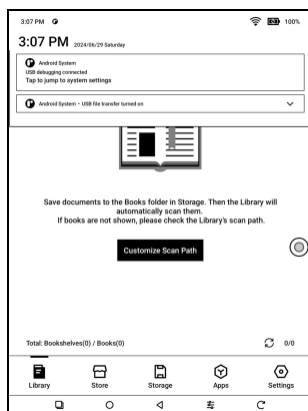 3:07 PM
100%
3:07 PM 2024/06/29 Saturday
Android System
USB debugging connected
Tap to jump to system settings
Android System • USB file transfer turned on
Save documents to the Books folder in Storage. Then the Library will
automatically scan them.
If books are not shown, please check the Library's scan path.
Customize Scan Path
Total: Bookshelves(0) / Books(0)
0/0
Library Store Storage Apps Settings